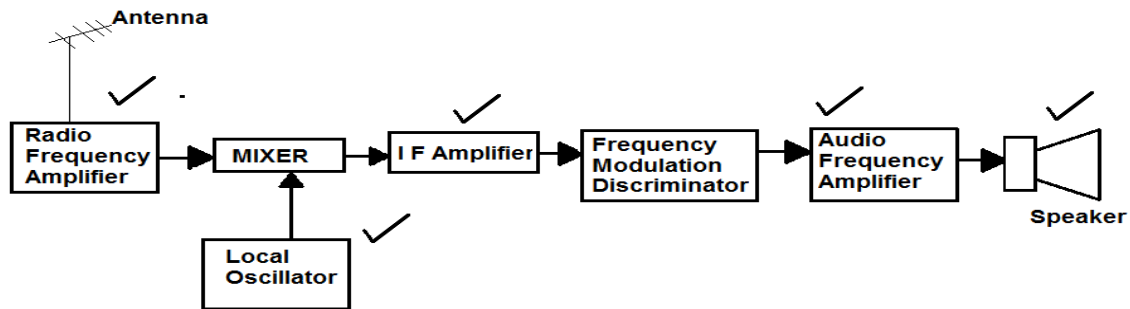 Antenna
Radio
Frequency
Amplifier
MIXER
I F Amplifier
Frequency
Modulation
Discriminator
Audio
Frequency
Amplifier
Speaker
Local
Oscillator